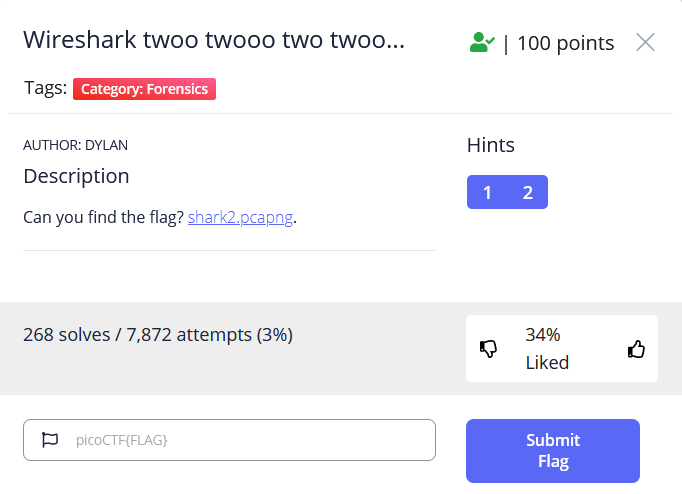 Wireshark twoo twooo two twoo...
| 100 points
Tags: Category: Forensics
AUTHOR: DYLAN
Description
Can you find the flag? shark2.pcapng.
Hints
1 2
268 solves / 7,872 attempts (3%)
34%
Liked
picoCTF{FLAG}
Submit
Flag